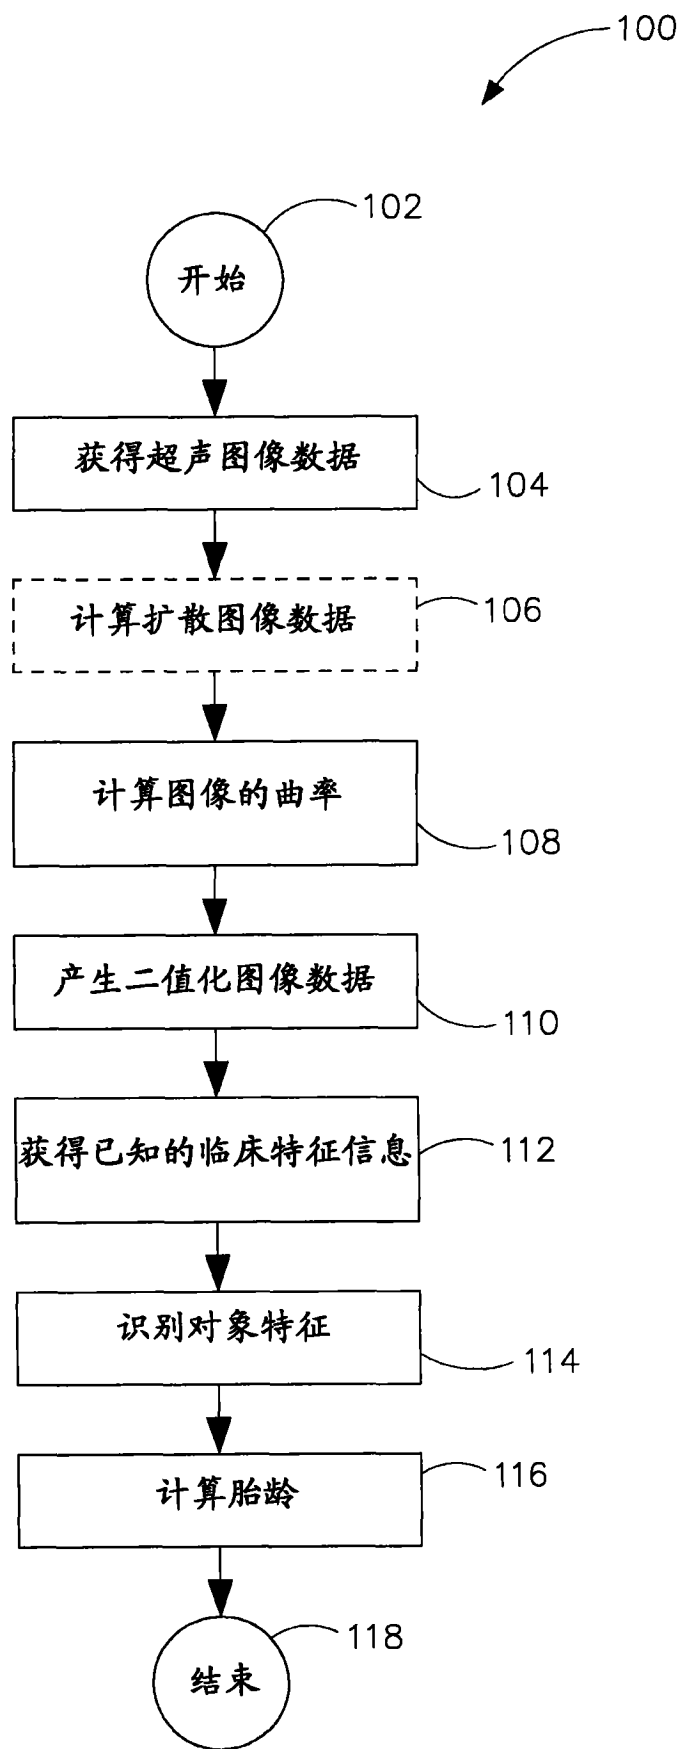 100
102
开始
获得超声图像数据
104
计算扩散图像数据
106
计算图像的曲率
108
产生二值化图像数据
110
获得已知的临床特征信息
112
识别对象特征
114
计算胎龄
116
118
结束